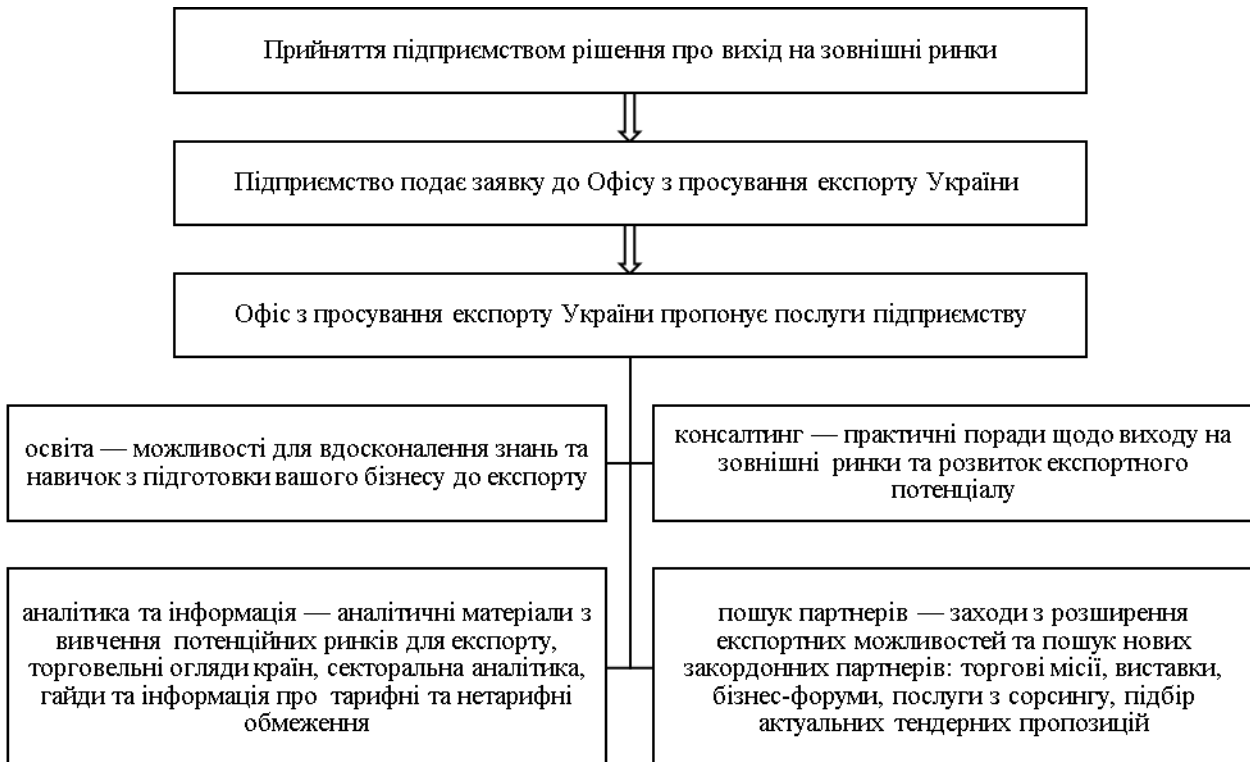 Прийняття підприємством рішення про вихід на зовнішні ринки
Підприємство подає заявку до Офісу з просування експорту України
Офіс з просування експорту України пропонує послуги підприємству
освіта — можливості для вдосконалення знань та
навичок з підготовки вашого бізнесу до експорту
консалтинг — практичні поради щодо виходу на
зовнішні ринки та розвиток експортного
потенціалу
аналітика та інформація — аналітичні матеріали з
вивчення потенційних ринків для експорту,
торговельні огляди країн, секторальна аналітика,
гайди та інформація про тарифні та нетарифні
обмеження
пошук партнерів — заходи з розширення
експортних можливостей та пошук нових
закордонних партнерів: торгові місії, виставки,
бізнес-форуми, послуги з сорсингу, підбір
актуальних тендерних пропозицій